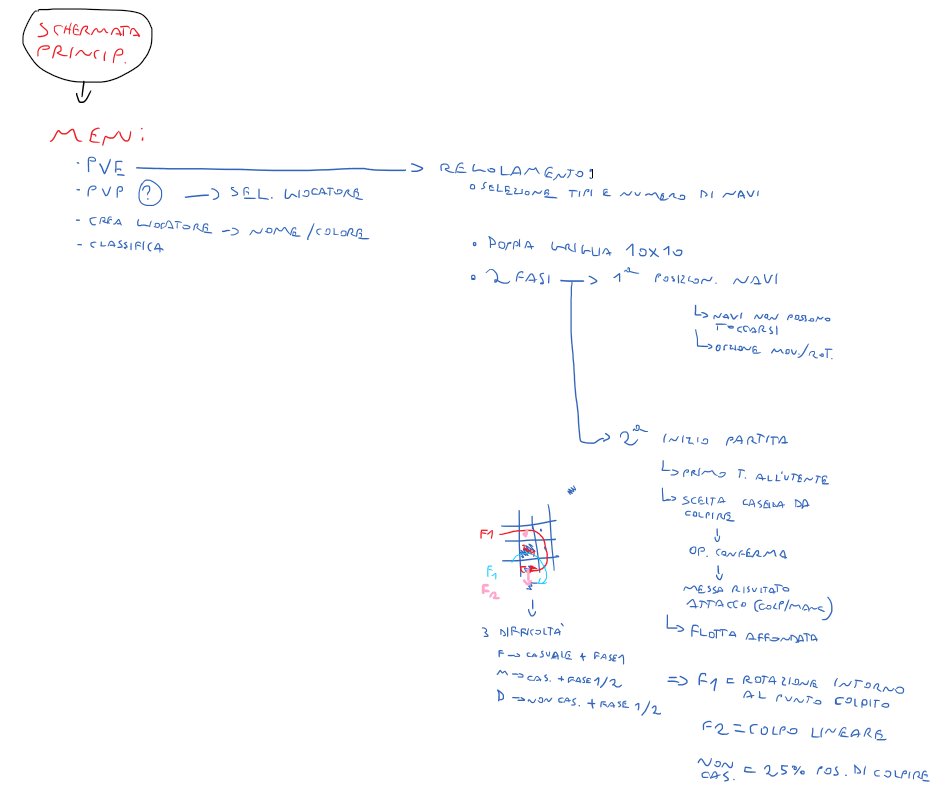 SCHERMATA
PRINCIP.
MENU:
· PVE → REGOLAMENTO:
o SELEZIONE TIPI E NUMERO DI NAVI
- PVP ? → SEL. GIOCATORE
- CREA GIOCATORE → NOME/COLORE
- CLASSIFICA
• DOPPIA GRIGLIA 10x10
• 2 FASI → 1ª POSIZION. NAVI
↳ NAVI NON POSSONO
TOCCARSI
↳ OPZIONE MOV./ROT.
→ 2ª INIZIO PARTITA
↳ PRIMO T. ALL'UTENTE
↳ SCELTA CASELLA DA
COLPIRE
↓
OP. CONFERMA
↓
MESSA RISULTATO
ATTACCO (COLP/MANC)
↳ FLOTTA AFFONDATA
F1
F1
F2
↓
3 DIFFICOLTÀ
F → CASUALE + FASE1
M → CAS. + FASE 1/2
D → NON CAS. + FASE 1/2
⇒ F1 = ROTAZIONE INTORNO
AL PUNTO COLPITO
F2 = COLPO LINEARE
NON
CAS. = 25% POS. DI COLPIRE